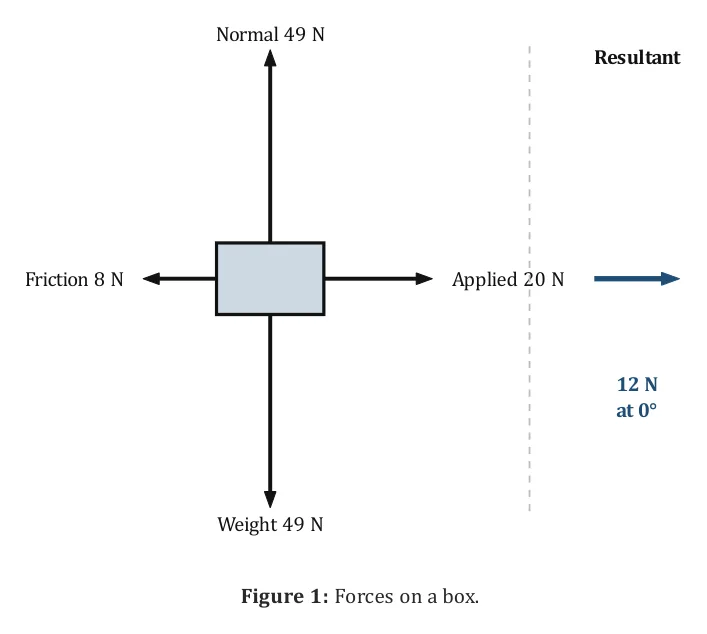 Normal 49 N
Resultant
Friction 8 N
Applied 20 N
12 N
at 0°
Weight 49 N
Figure 1: Forces on a box.